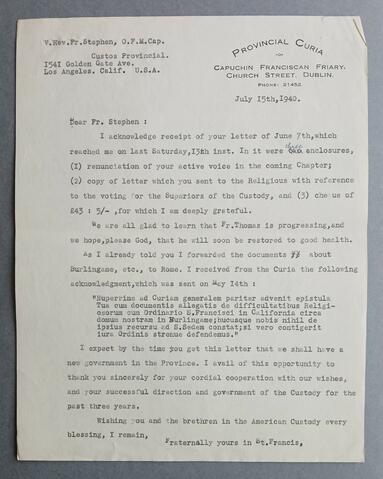 V.Rev.Fr.Stephen, O.F.M.Cap.
Custos Provincial.
1541 Golden Gate Ave.
Los Angeles. Calif. U.S.A.
PROVINCIAL CURIA
OF
CAPUCHIN FRANCISCAN FRIARY,
CHURCH STREET, DUBLIN.
PHONE: 21452.
July 15th,1940.
Dear Fr. Stephen :
I acknowledge receipt of your letter of June 7th,which
reached me on last Saturday,13th inst. In it were three enclosures,
(1) renunciation of your active voice in the coming Chapter;
(2) copy of letter which you sent to the Religious with reference
to the voting for the Superiors of the Custody, and (3) cheque of
£43 : 5/-,for which I am deeply grateful.
We are all glad to learn that Fr.Thomas is progressing,and
we hope,please God, that he will soon be restored to good health.
As I already told you I forwarded the documents about
Burlingame, etc., to Rome. I received from the Curia the following
acknowledgment,which was sent on May 14th :
"Superrime ad Curiam generalem pariter advenit epistula
Tua cum documentis allegatis de difficultatibus Religi-
osorum cum Ordinario S.Francisci in California circa
domum nostram in Burlingame;hucusque nobis nihil de
ipsius recursu ad S.Sedem constat;si vero contigerit
iura Ordinis strenue defendemus."
I expect by the time you get this letter that we shall have a
new government in the Province. I avail of this opportunity to
thank you sincerely for your cordial cooperation with our wishes,
and your successful direction and government of the Custody for the
past three years.
Wishing you and the brethren in the American Custody every
blessing, I remain,
Fraternally yours in St.Francis,